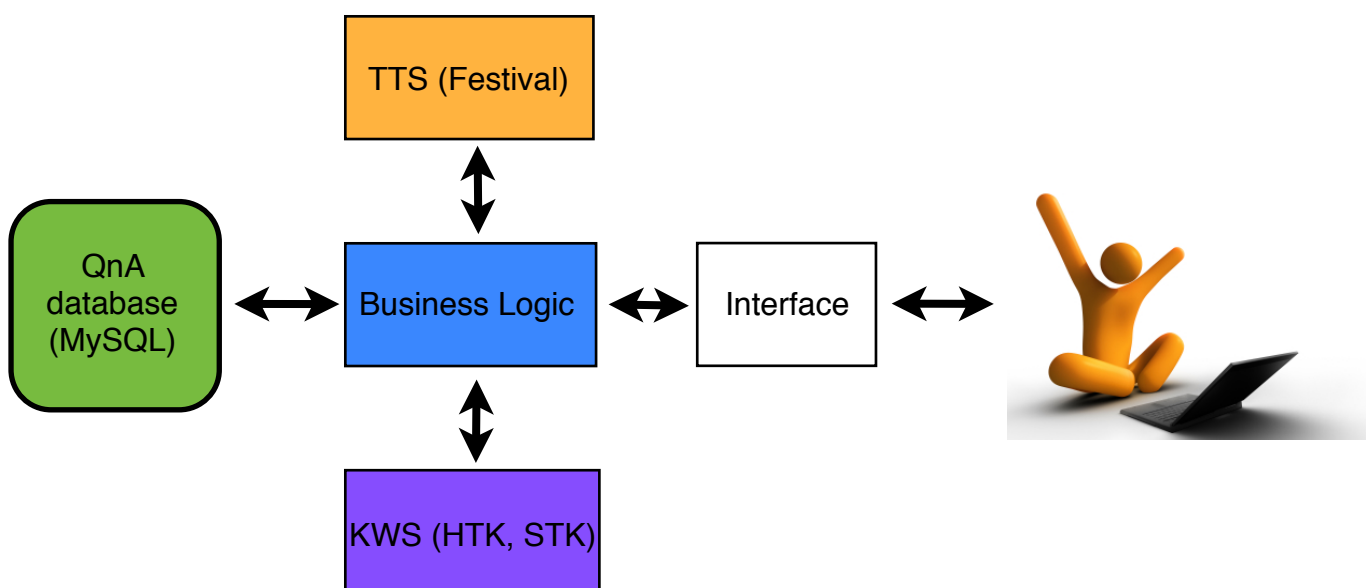 TTS (Festival)
QnA
database
(MySQL)
Business Logic
Interface
KWS (HTK, STK)